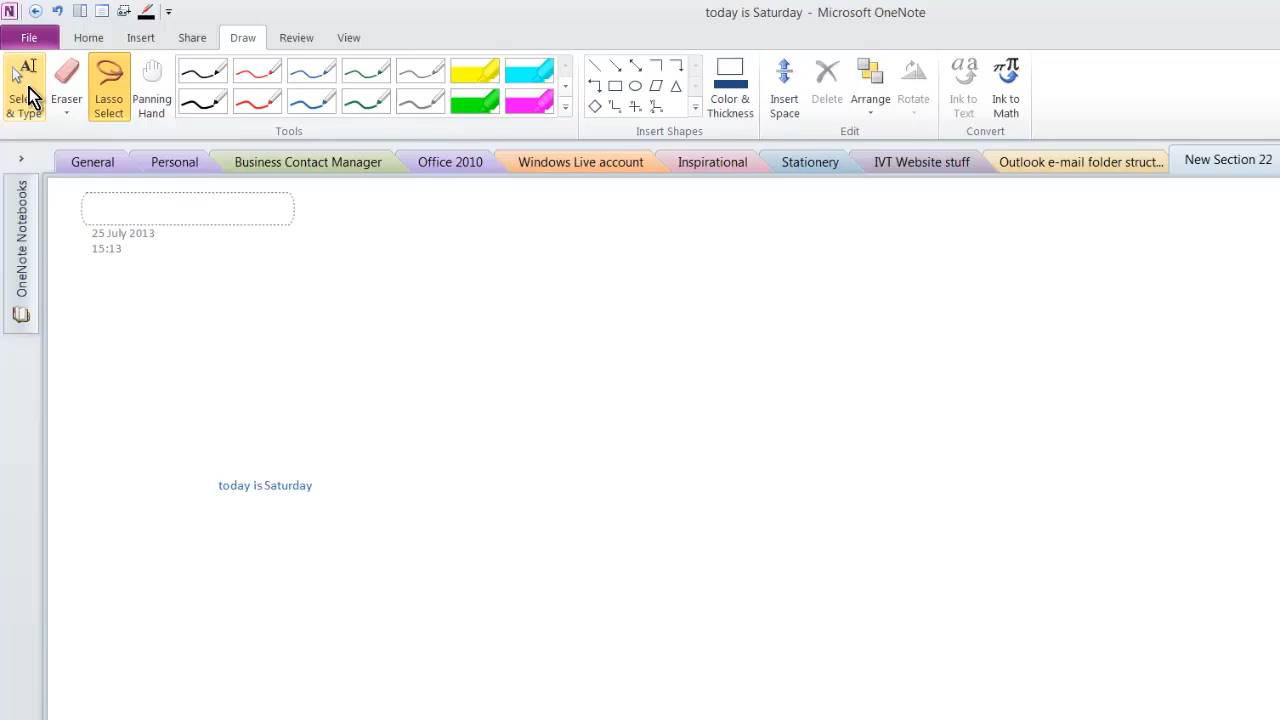 today is Saturday - Microsoft OneNote
File Home Insert Share Draw Review View
Select & Type
Eraser
Lasso Select
Panning Hand
Color & Thickness
Insert Space
Delete
Arrange
Rotate
Ink to Text
Ink to Math
Tools Insert Shapes Edit Convert
General Personal Business Contact Manager Office 2010 Windows Live account Inspirational Stationery IVT Website stuff Outlook e-mail folder struct... New Section 22
OneNote Notebooks
25 July 2013
15:13
today is Saturday